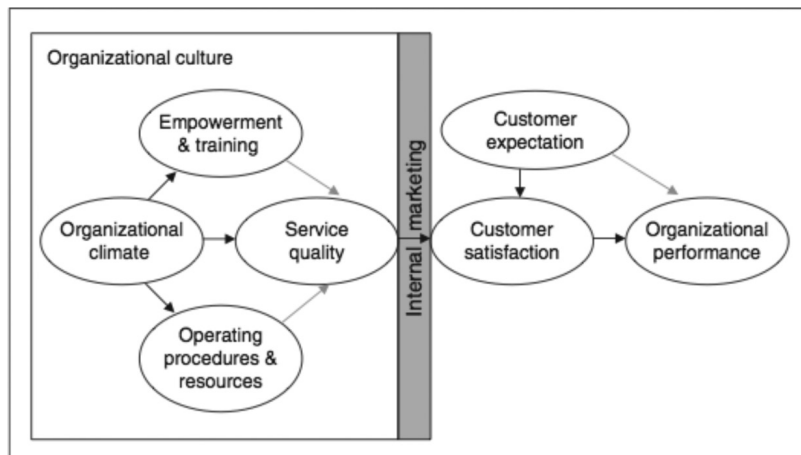 Organizational culture
Empowerment
& training
Customer
expectation
Organizational
climate
Service
quality
Internal marketing
Customer
satisfaction
Organizational
performance
Operating
procedures &
resources